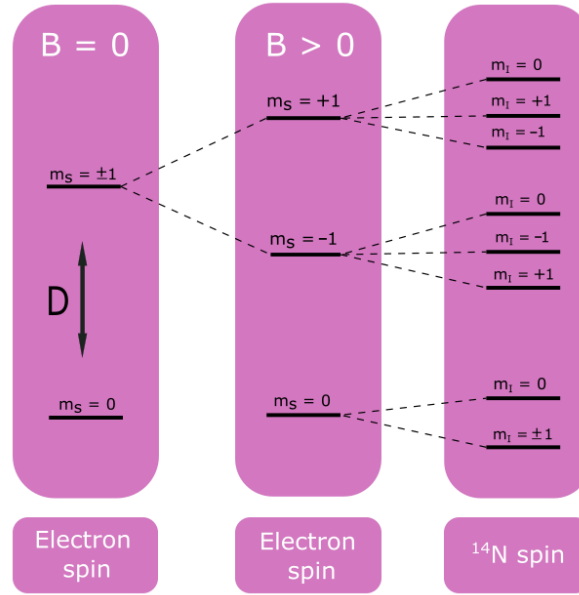 B = 0
mS = ±1
D
mS = 0
Electron
spin
B > 0
mS = +1
mS = –1
mS = 0
Electron
spin
mI = 0
mI = +1
mI = –1
mI = 0
mI = –1
mI = +1
mI = 0
mI = ±1
¹⁴N spin